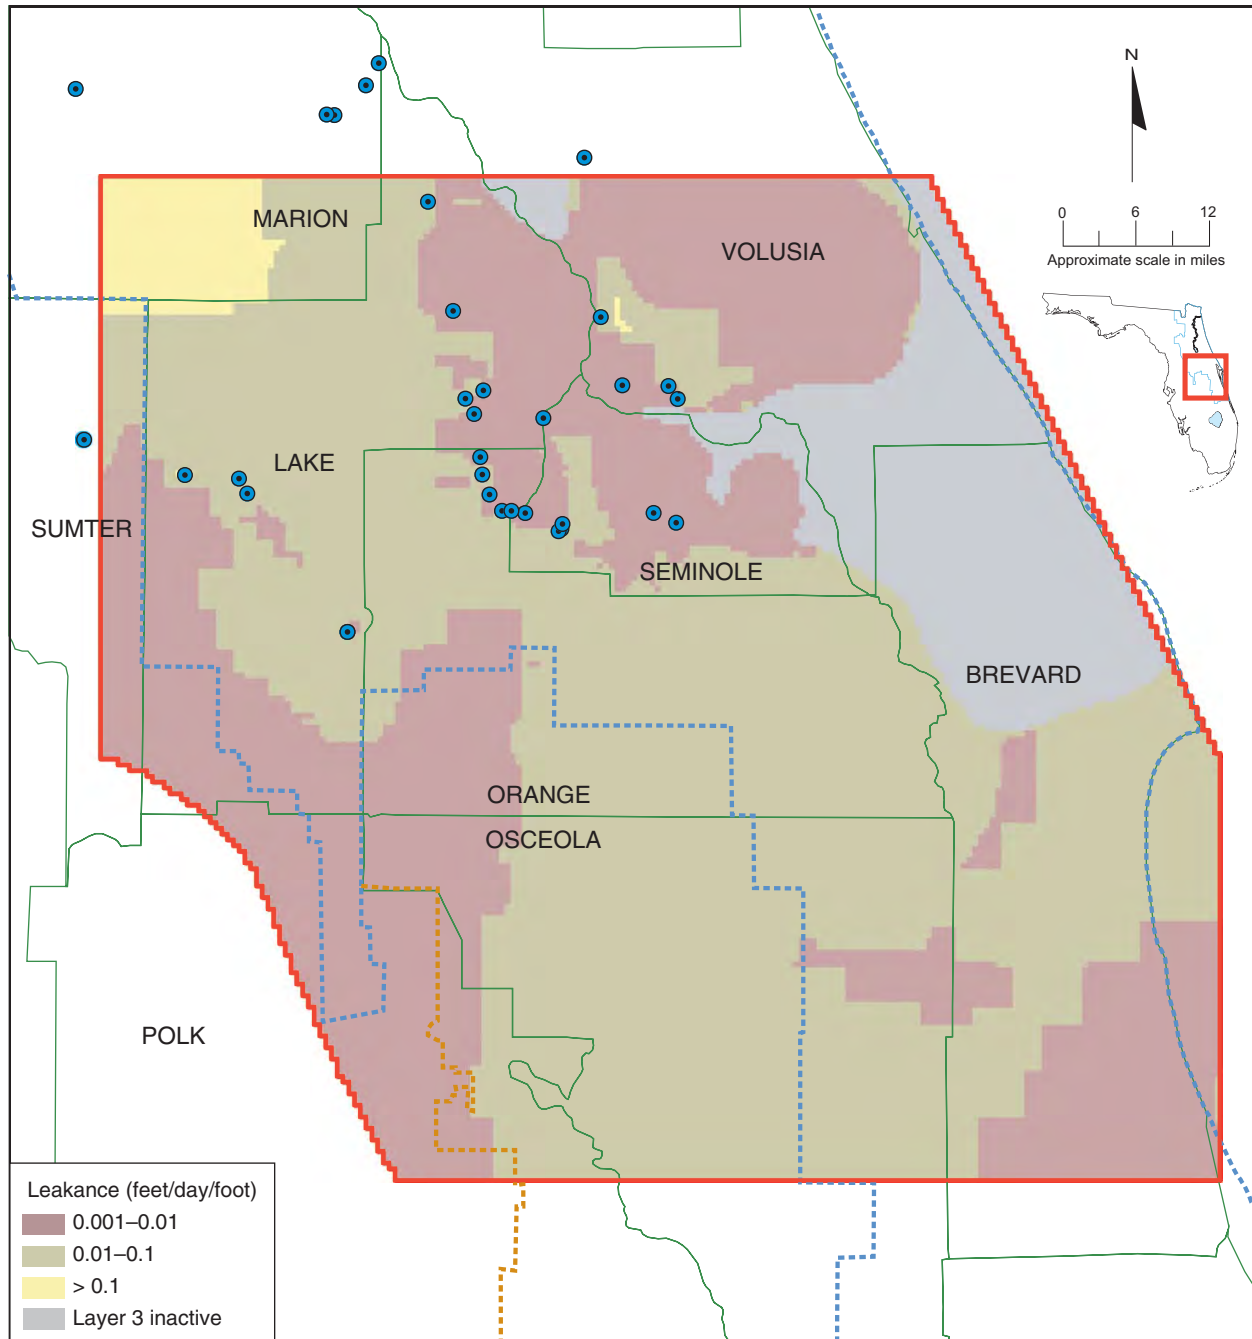 N
0 6 12
Approximate scale in miles
MARION
VOLUSIA
LAKE
SUMTER
SEMINOLE
BREVARD
ORANGE
OSCEOLA
POLK
Leakance (feet/day/foot)
0.001–0.01
0.01–0.1
> 0.1
Layer 3 inactive